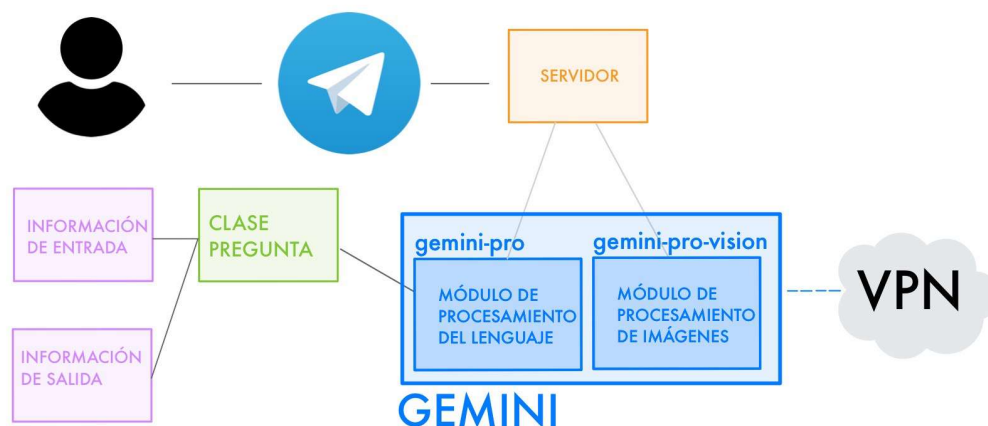 SERVIDOR
INFORMACIÓN
DE ENTRADA
CLASE
PREGUNTA
INFORMACIÓN
DE SALIDA
gemini-pro
MÓDULO DE
PROCESAMIENTO
DEL LENGUAJE
gemini-pro-vision
MÓDULO DE
PROCESAMIENTO
DE IMÁGENES
GEMINI
VPN